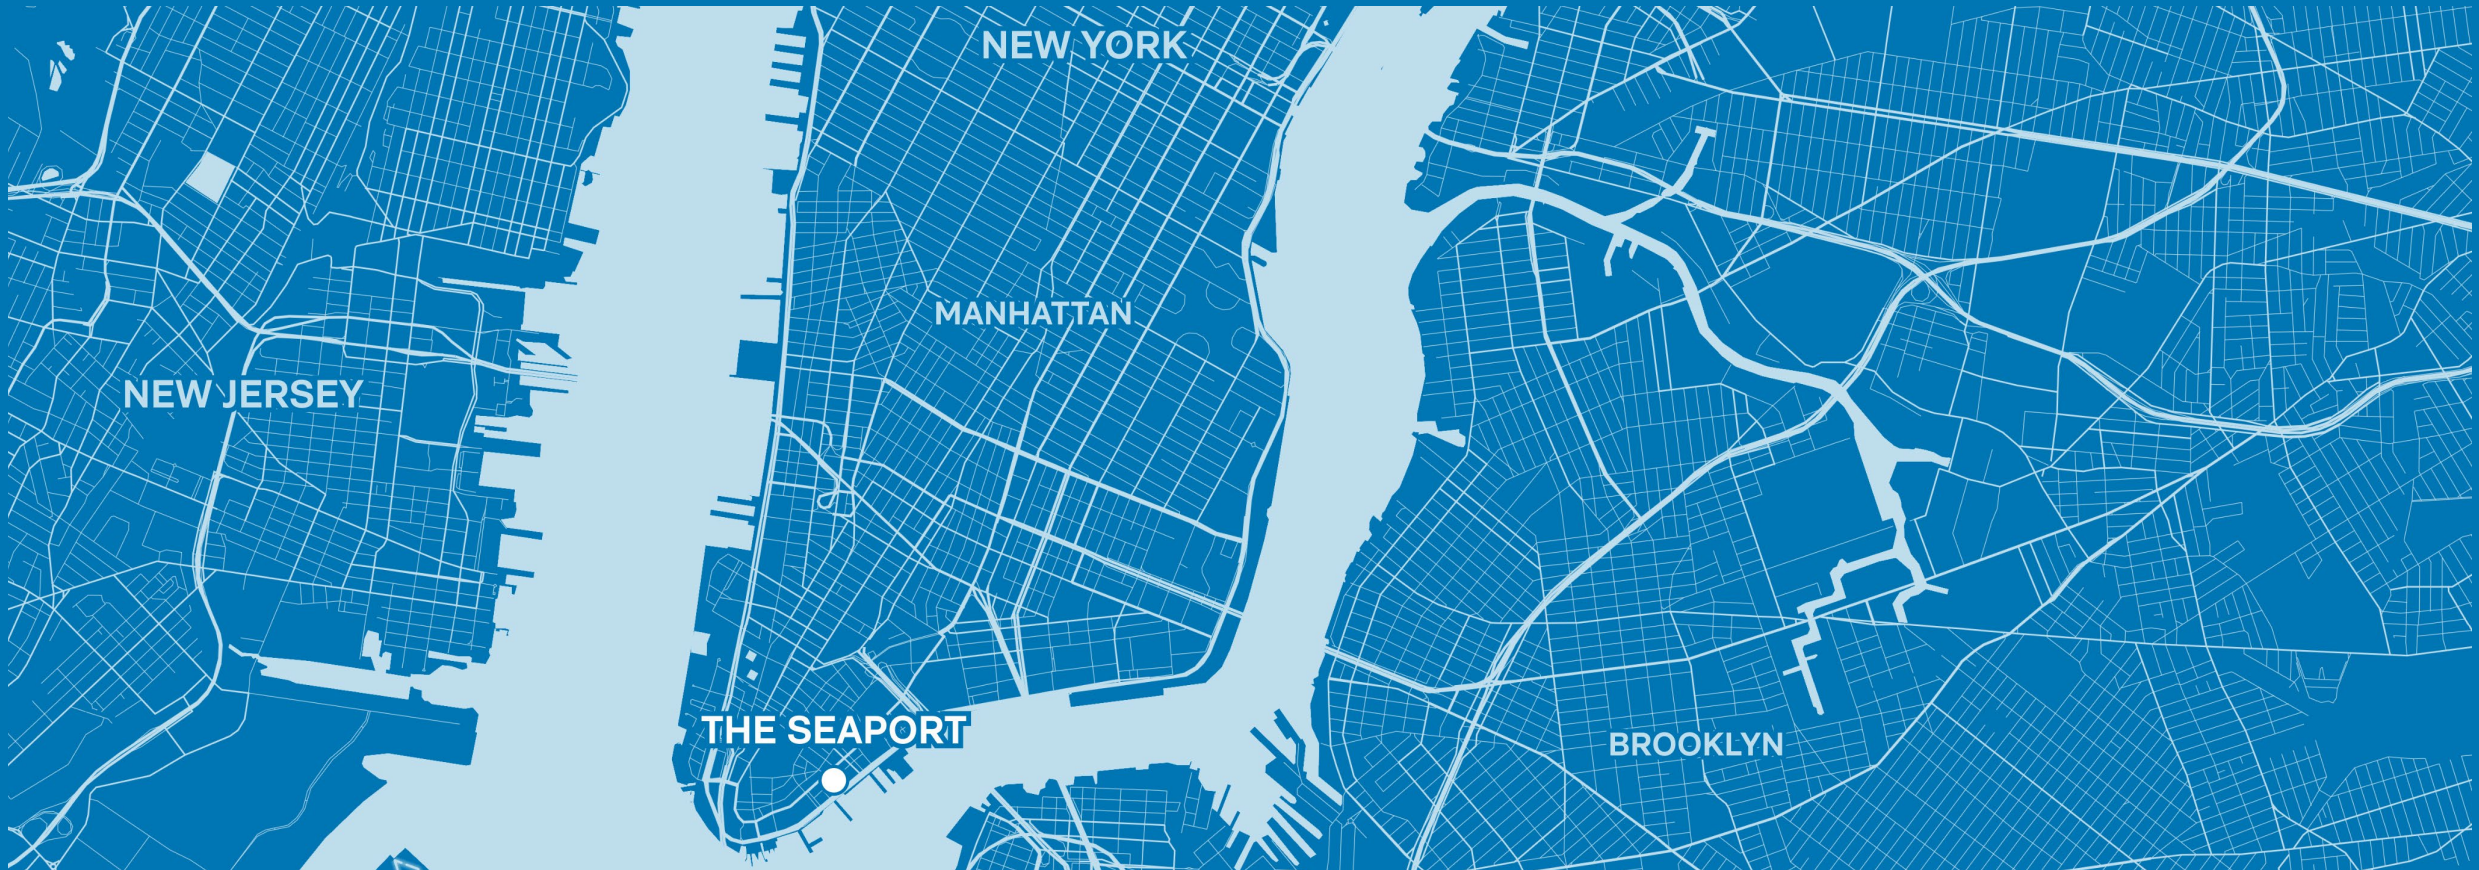 NEW YORK
MANHATTAN
NEW JERSEY
THE SEAPORT
BROOKLYN